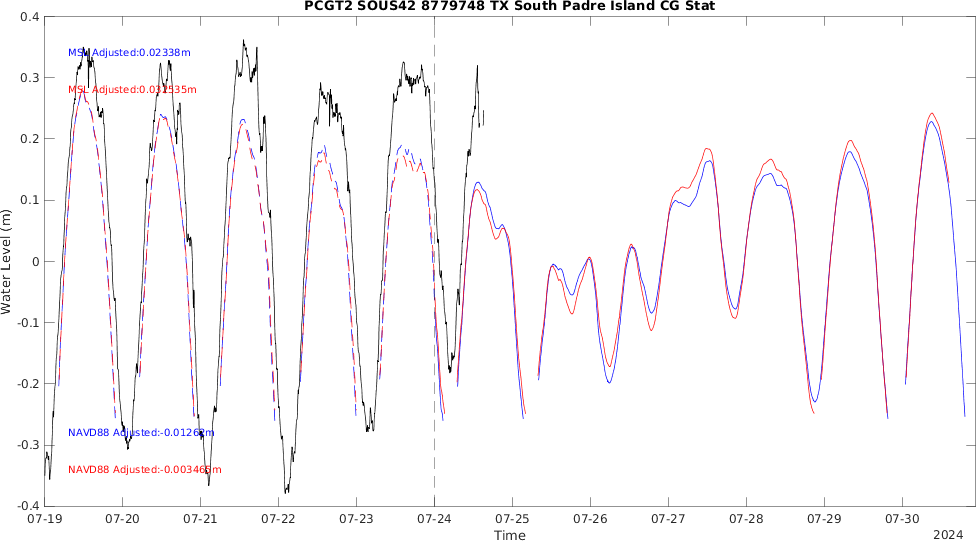 PCGT2 SOUS42 8779748 TX South Padre Island CG Stat
0.4
0.3
0.2
0.1
0
-0.1
-0.2
-0.3
-0.4
Water Level (m)
MSL Adjusted:0.02338m
MSL Adjusted:0.032535m
NAVD88 Adjusted:-0.01262m
NAVD88 Adjusted:-0.003465m
07-19 07-20 07-21 07-22 07-23 07-24 07-25 07-26 07-27 07-28 07-29 07-30
Time
2024